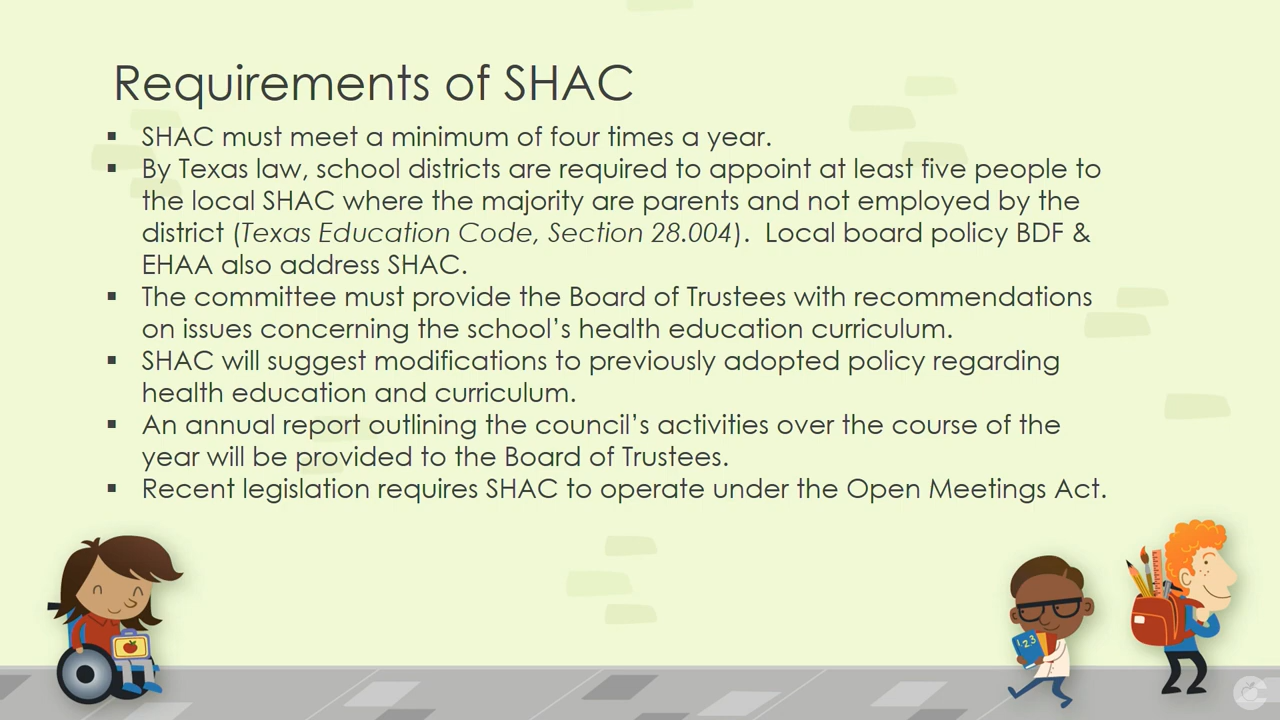 Requirements of SHAC
▪ SHAC must meet a minimum of four times a year.
▪ By Texas law, school districts are required to appoint at least five people to
the local SHAC where the majority are parents and not employed by the
district (Texas Education Code, Section 28.004).  Local board policy BDF &
EHAA also address SHAC.
▪ The committee must provide the Board of Trustees with recommendations
on issues concerning the school’s health education curriculum.
▪ SHAC will suggest modifications to previously adopted policy regarding
health education and curriculum.
▪ An annual report outlining the council’s activities over the course of the
year will be provided to the Board of Trustees.
▪ Recent legislation requires SHAC to operate under the Open Meetings Act.
123